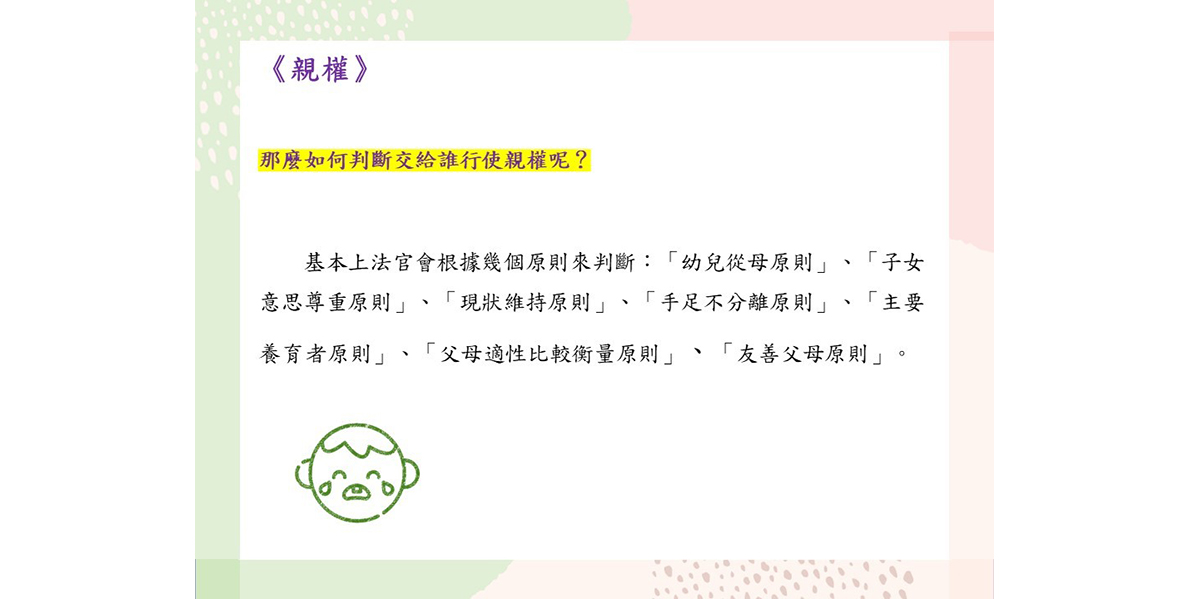 《親權》
那麼如何判斷交給誰行使親權呢？
基本上法官會根據幾個原則來判斷：「幼兒從母原則」、「子女
意思尊重原則」、「現狀維持原則」、「手足不分離原則」、「主要
養育者原則」、「父母適性比較衡量原則」、「友善父母原則」。